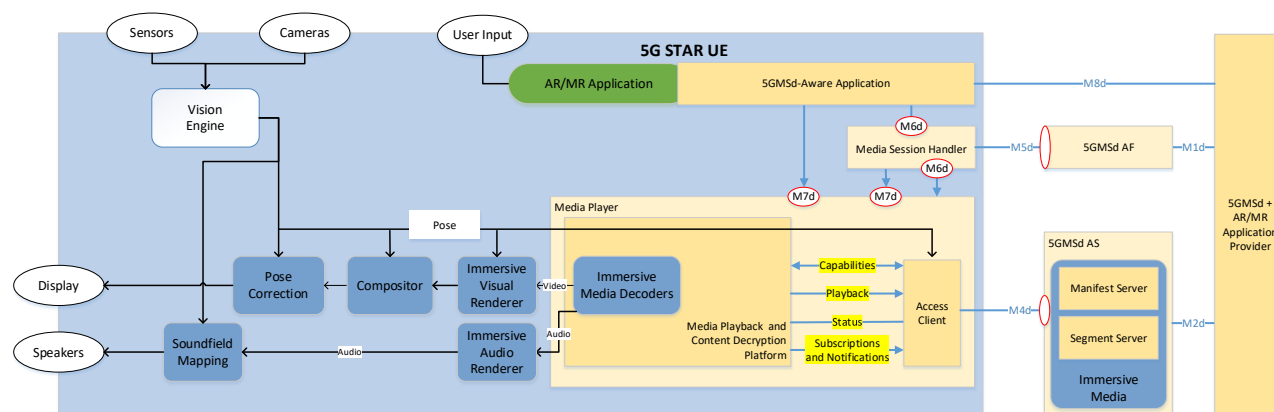 Sensors
Cameras
User Input
5G STAR UE
AR/MR Application
5GMSd-Aware Application
M8d
Vision
Engine
M6d
Media Session Handler
M5d
5GMSd AF
M1d
M6d
M7d
M7d
5GMSd +
AR/MR
Application
Provider
Media Player
Pose
5GMSd AS
Display
Pose
Correction
Compositor
Immersive
Visual
Renderer
Video
Immersive
Media Decoders
Capabilities
Playback
Status
Subscriptions
and Notifications
Media Playback and
Content Decryption
Platform
Access
Client
M4d
Manifest Server
Segment Server
Immersive
Media
M2d
Audio
Speakers
Soundfield
Mapping
Audio
Immersive
Audio
Renderer